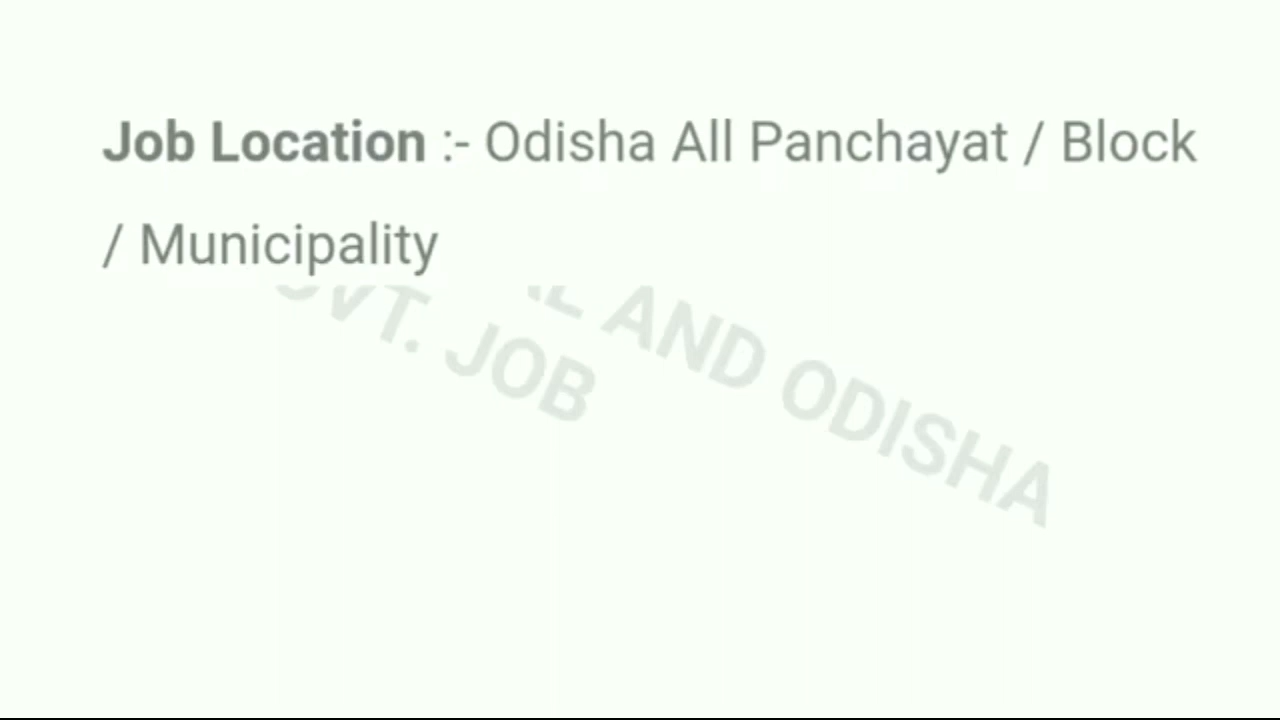 Job Location :- Odisha All Panchayat / Block
/ Municipality
AND ODISHA
JOB